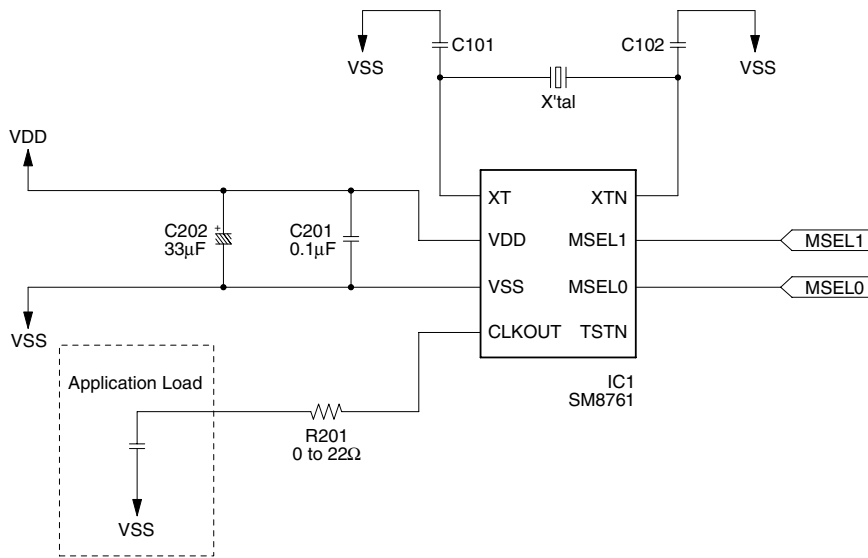 C101
C102
VSS
VSS
X'tal
VDD
XT
XTN
C202
33µF
+
C201
0.1µF
VDD
MSEL1
MSEL1
VSS
MSEL0
MSEL0
VSS
CLKOUT
TSTN
Application Load
IC1
SM8761
R201
0 to 22Ω
VSS